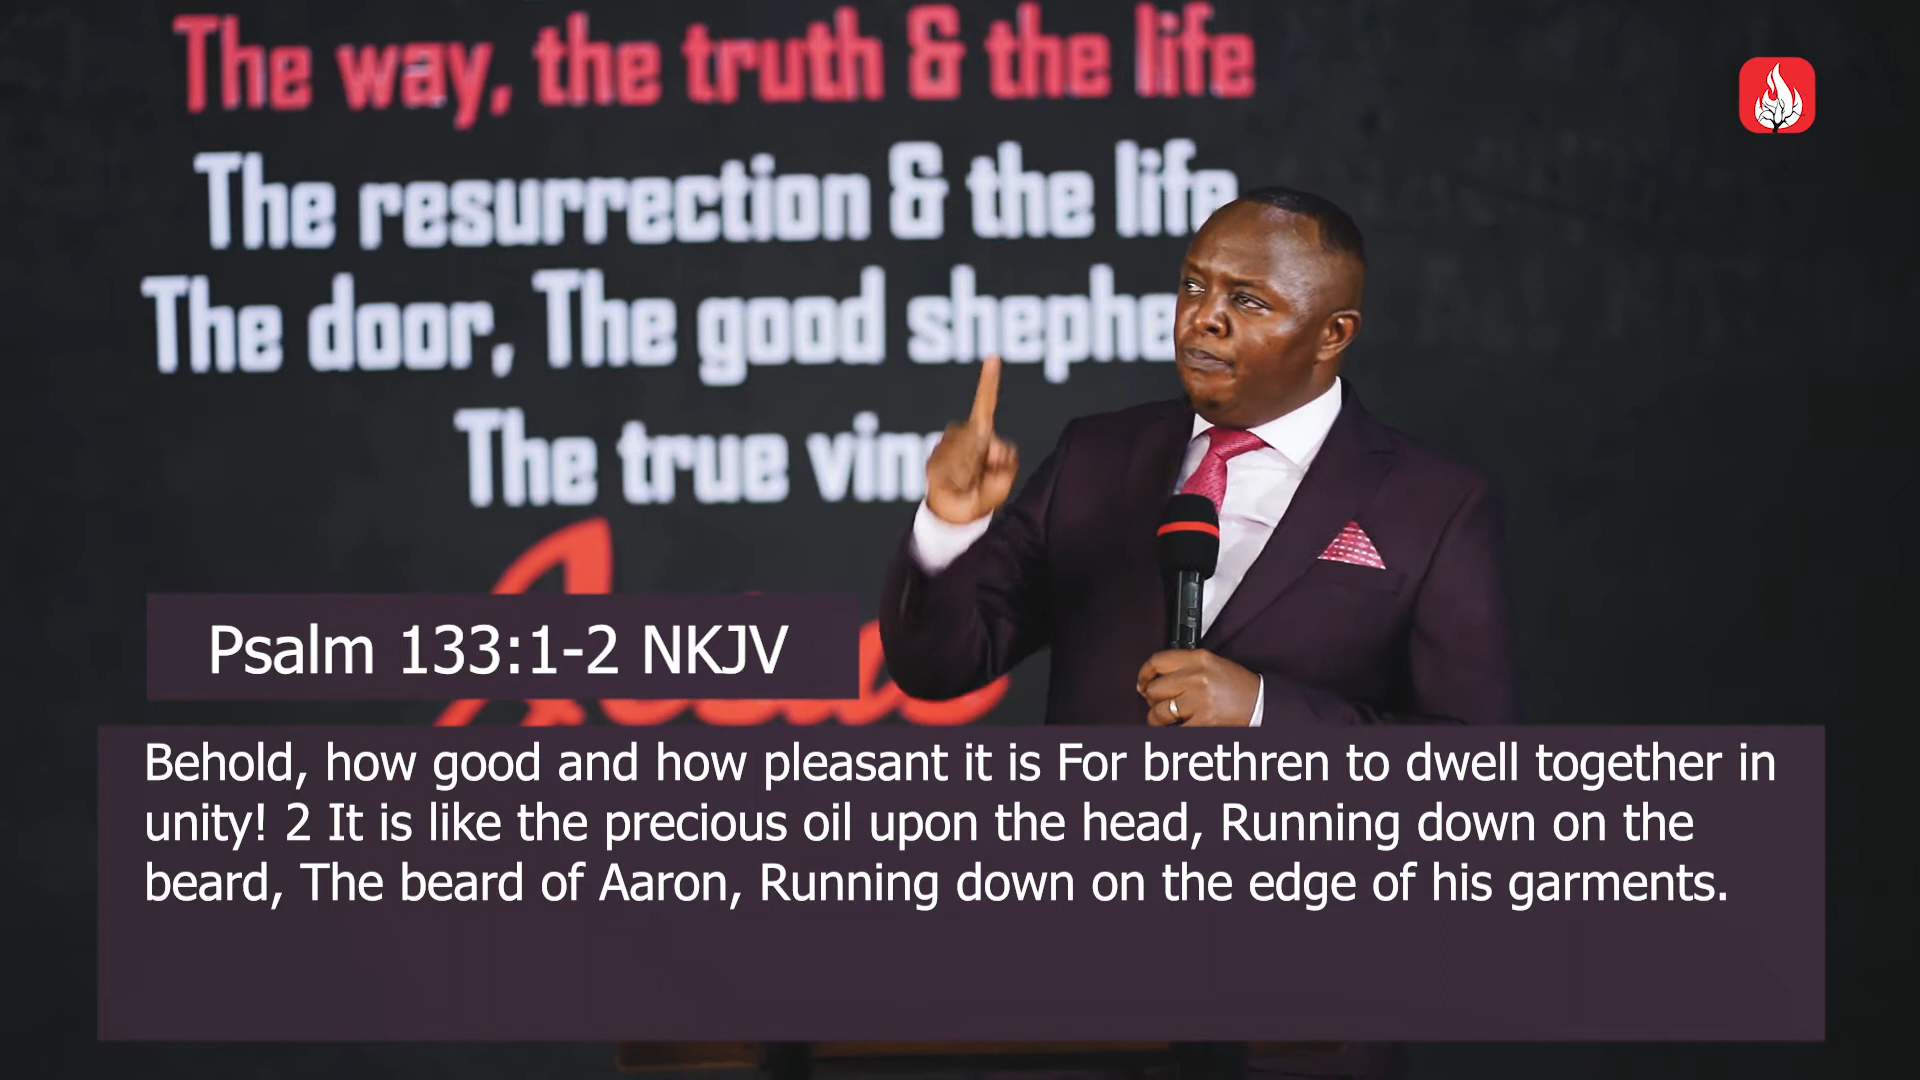 The way, the truth & the life
The resurrection & the life
The door, The good shephe
The true vin
Psalm 133:1-2 NKJV
Behold, how good and how pleasant it is For brethren to dwell together in
unity! 2 It is like the precious oil upon the head, Running down on the
beard, The beard of Aaron, Running down on the edge of his garments.